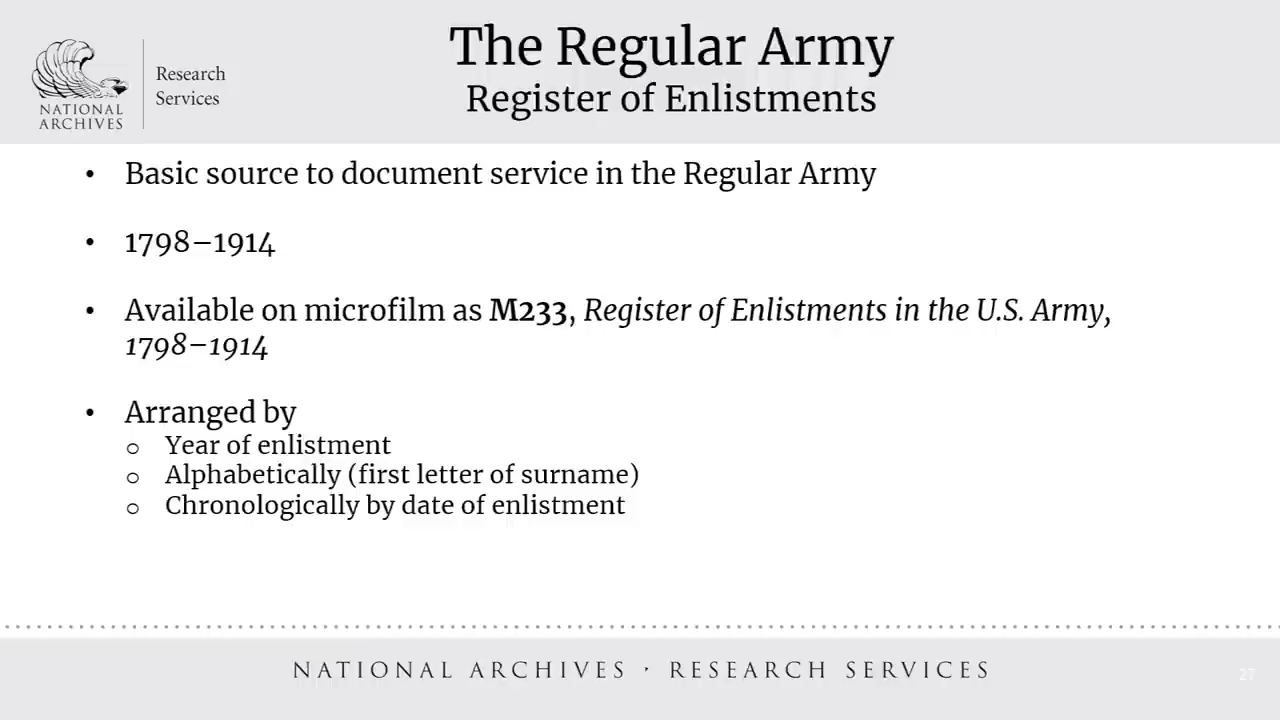 The Regular Army
Register of Enlistments
NATIONAL
ARCHIVES
Research
Services
• Basic source to document service in the Regular Army
• 1798–1914
• Available on microfilm as M233, Register of Enlistments in the U.S. Army,
1798–1914
• Arranged by
o Year of enlistment
o Alphabetically (first letter of surname)
o Chronologically by date of enlistment
NATIONAL ARCHIVES · RESEARCH SERVICES
27